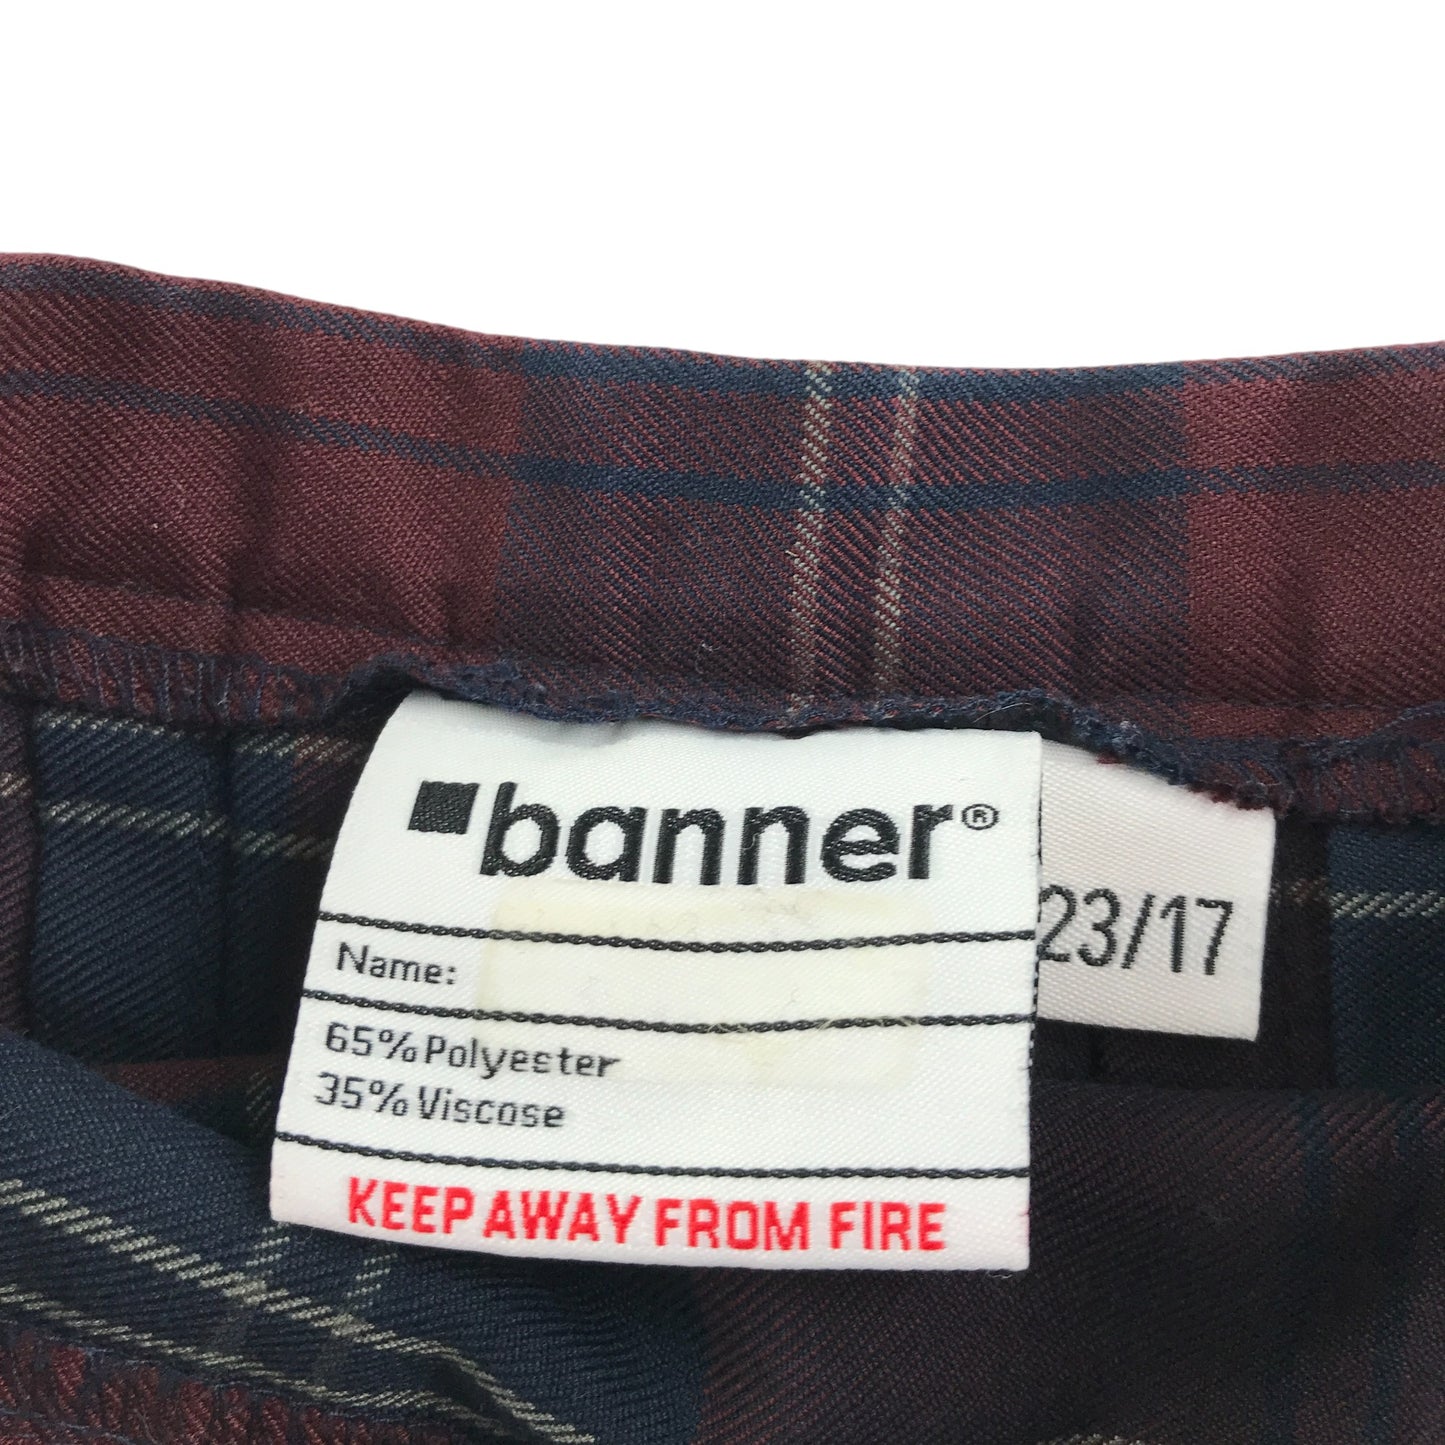 banner®
23/17
Name:
65% Polyester
35% Viscose
KEEP AWAY FROM FIRE